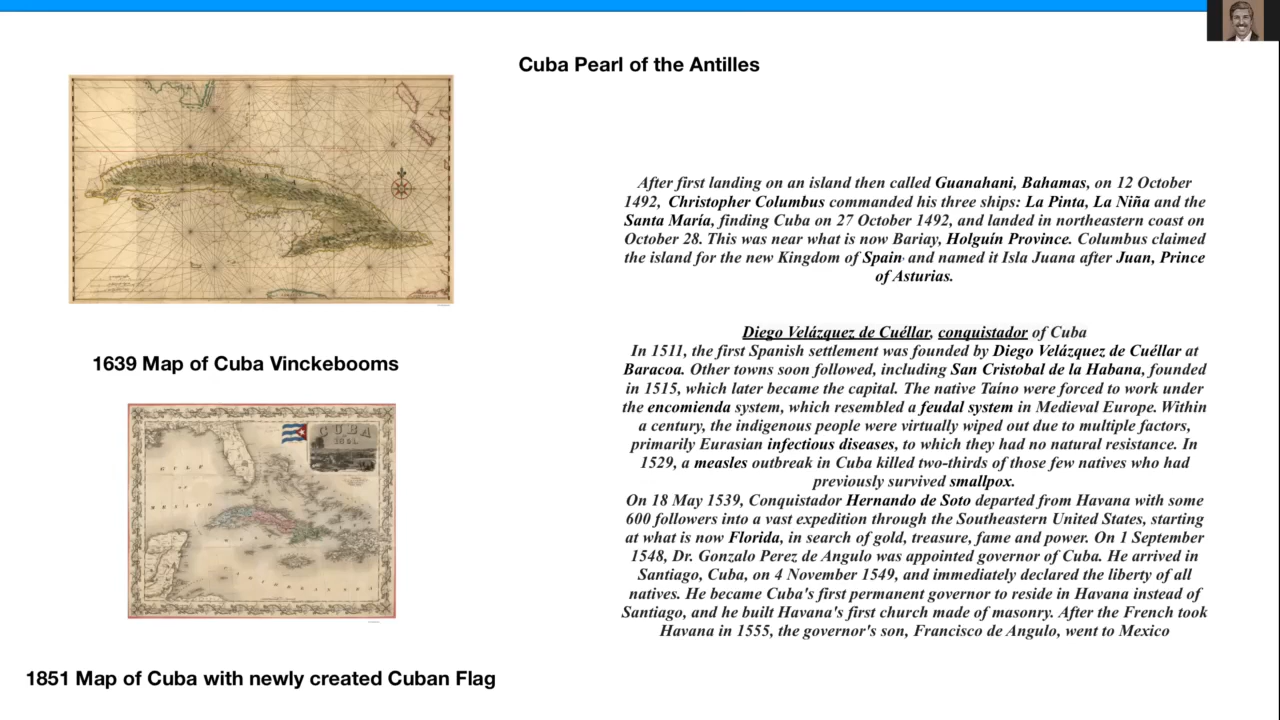 Cuba Pearl of the Antilles
After first landing on an island then called Guanahani, Bahamas, on 12 October
1492, Christopher Columbus commanded his three ships: La Pinta, La Niña and the
Santa María, finding Cuba on 27 October 1492, and landed in northeastern coast on
October 28. This was near what is now Bariay, Holguín Province. Columbus claimed
the island for the new Kingdom of Spain and named it Isla Juana after Juan, Prince
of Asturias.
1639 Map of Cuba Vinckebooms
Diego Velázquez de Cuéllar, conquistador of Cuba
In 1511, the first Spanish settlement was founded by Diego Velázquez de Cuéllar at
Baracoa. Other towns soon followed, including San Cristobal de la Habana, founded
in 1515, which later became the capital. The native Taíno were forced to work under
the encomienda system, which resembled a feudal system in Medieval Europe. Within
a century, the indigenous people were virtually wiped out due to multiple factors,
primarily Eurasian infectious diseases, to which they had no natural resistance. In
1529, a measles outbreak in Cuba killed two-thirds of those few natives who had
previously survived smallpox.
On 18 May 1539, Conquistador Hernando de Soto departed from Havana with some
600 followers into a vast expedition through the Southeastern United States, starting
at what is now Florida, in search of gold, treasure, fame and power. On 1 September
1548, Dr. Gonzalo Perez de Angulo was appointed governor of Cuba. He arrived in
Santiago, Cuba, on 4 November 1549, and immediately declared the liberty of all
natives. He became Cuba's first permanent governor to reside in Havana instead of
Santiago, and he built Havana's first church made of masonry. After the French took
Havana in 1555, the governor's son, Francisco de Angulo, went to Mexico
CUBA
GULF
OF
MEXICO
1851 Map of Cuba with newly created Cuban Flag